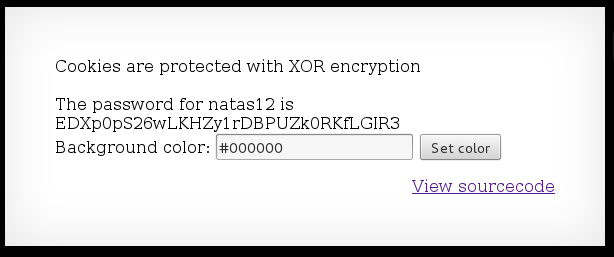 Cookies are protected with XOR encryption
The password for natas12 is
EDXp0pS26wLKHZy1rDBPUZk0RKfLGIR3
Background color: #000000 Set color
View sourcecode